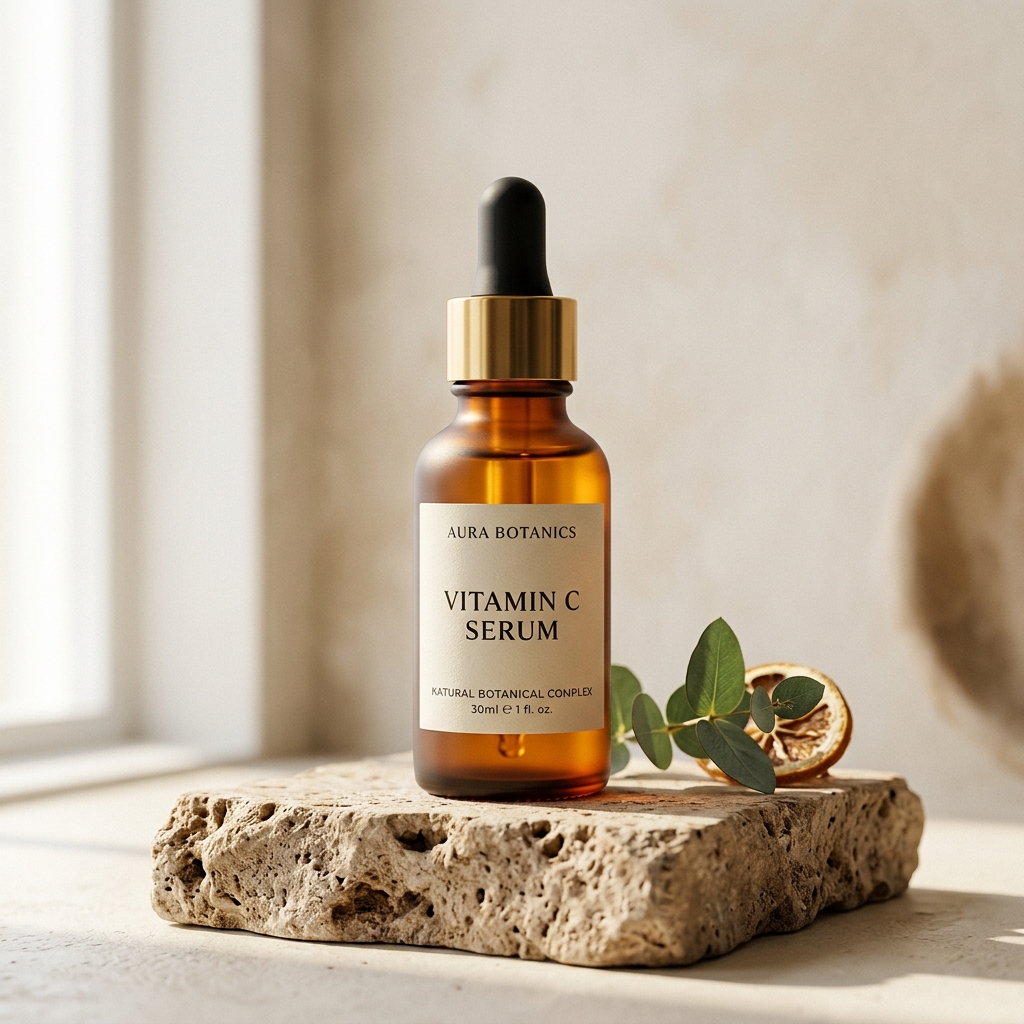 AURA BOTANICS
VITAMIN C
SERUM
KATURAL BOTANICAL CONPLEX
30ml ℮ 1 fl. oz.